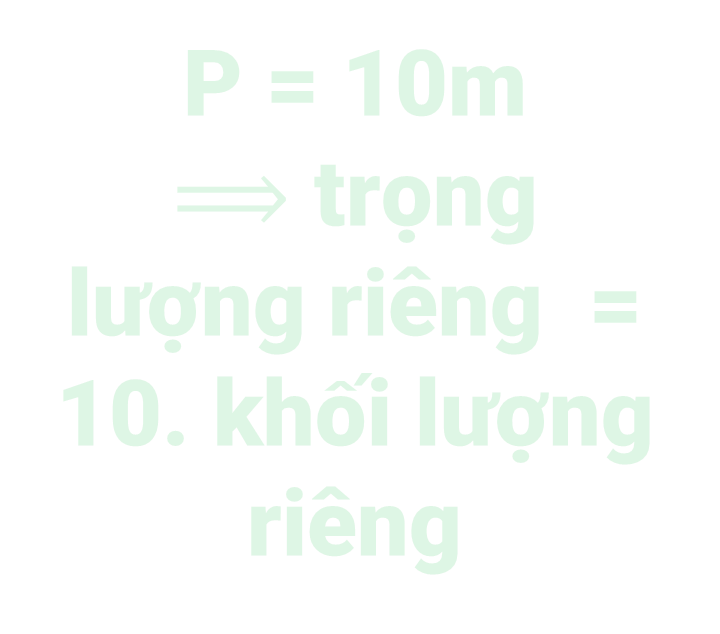 P = 10m
⟹ trọng
lượng riêng =
10. khối lượng
riêng